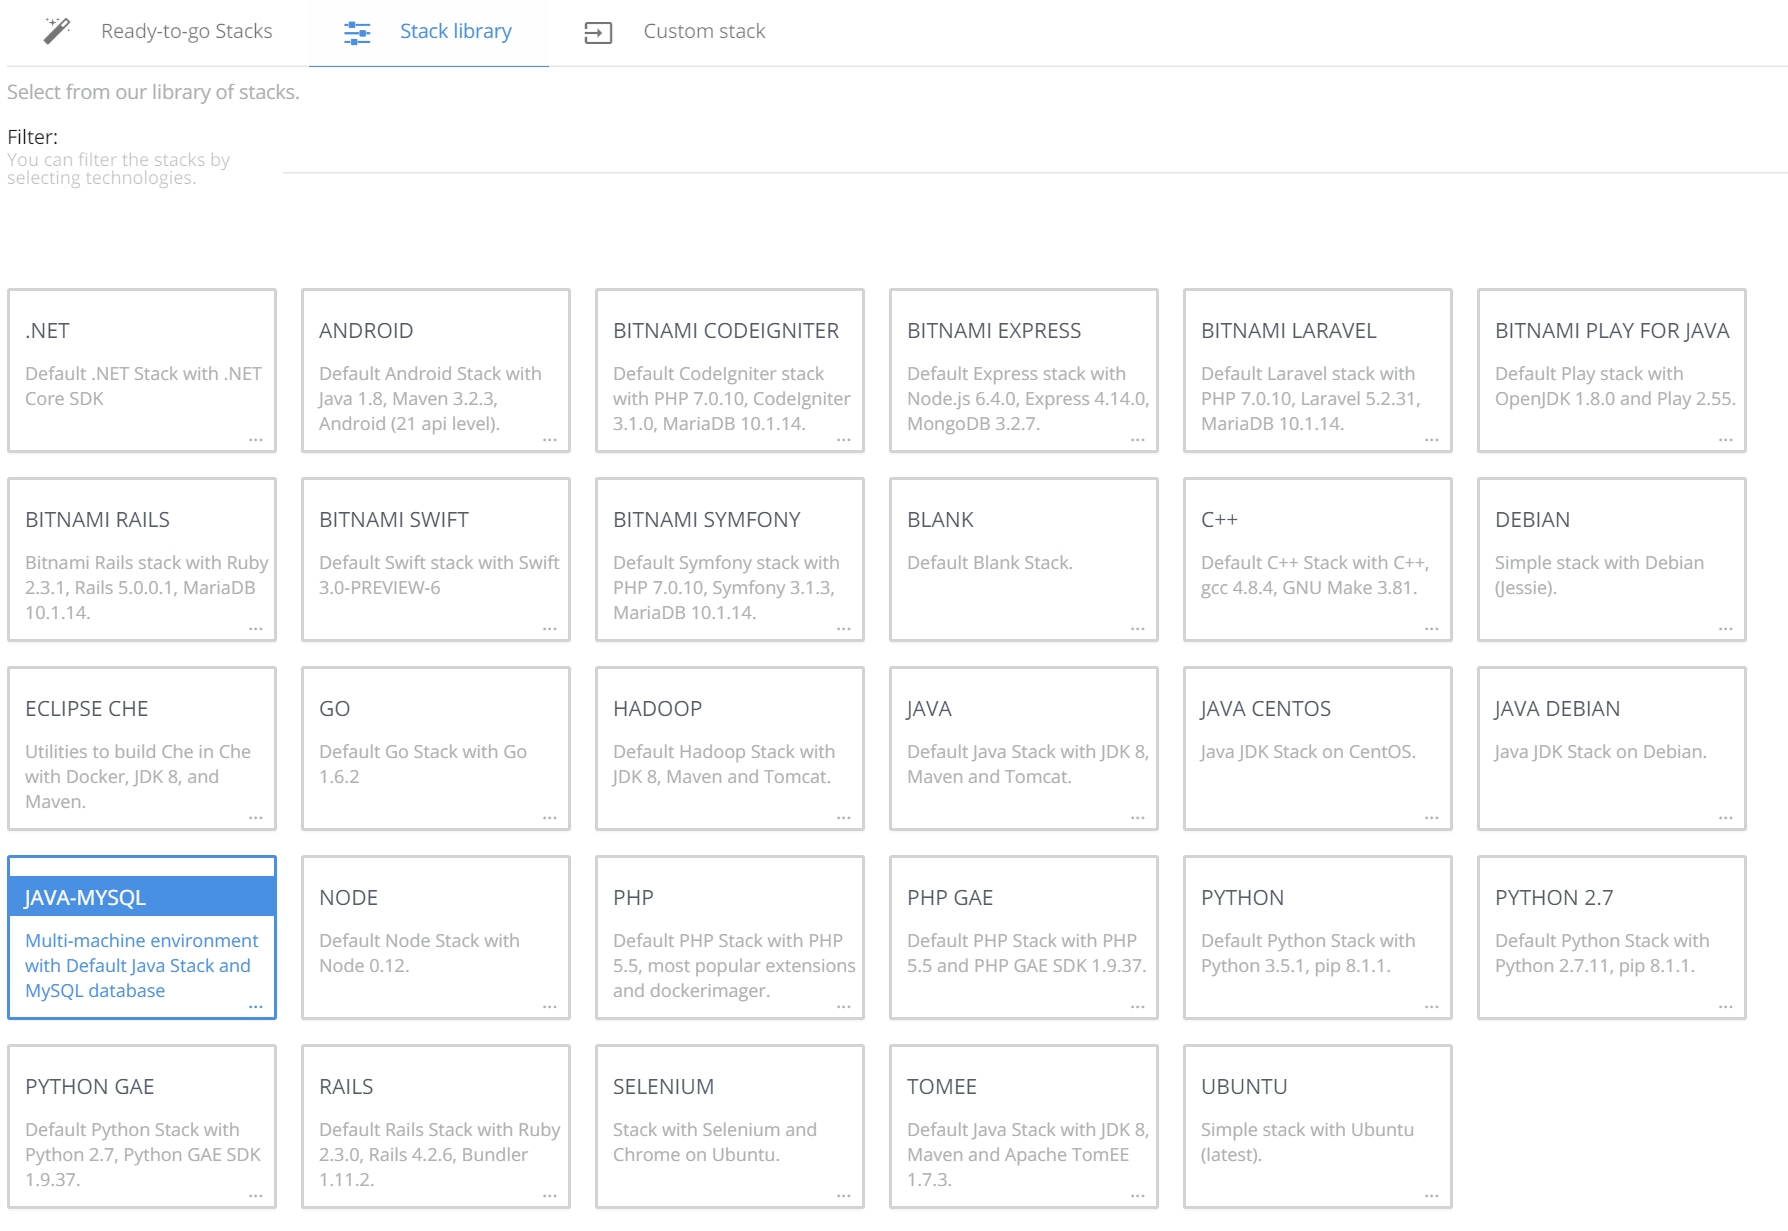 Ready-to-go Stacks
Stack library
Custom stack
Select from our library of stacks.
Filter:
You can filter the stacks by
selecting technologies.
.NET
Default .NET Stack with .NET
Core SDK
...
ANDROID
Default Android Stack with
Java 1.8, Maven 3.2.3,
Android (21 api level).
...
BITNAMI CODEIGNITER
Default CodeIgniter stack
with PHP 7.0.10, CodeIgniter
3.1.0, MariaDB 10.1.14.
...
BITNAMI EXPRESS
Default Express stack with
Node.js 6.4.0, Express 4.14.0,
MongoDB 3.2.7.
...
BITNAMI LARAVEL
Default Laravel stack with
PHP 7.0.10, Laravel 5.2.31,
MariaDB 10.1.14.
...
BITNAMI PLAY FOR JAVA
Default Play stack with
OpenJDK 1.8.0 and Play 2.55.
...
BITNAMI RAILS
Bitnami Rails stack with Ruby
2.3.1, Rails 5.0.0.1, MariaDB
10.1.14.
...
BITNAMI SWIFT
Default Swift stack with Swift
3.0-PREVIEW-6
...
BITNAMI SYMFONY
Default Symfony stack with
PHP 7.0.10, Symfony 3.1.3,
MariaDB 10.1.14.
...
BLANK
Default Blank Stack.
...
C++
Default C++ Stack with C++,
gcc 4.8.4, GNU Make 3.81.
...
DEBIAN
Simple stack with Debian
(Jessie).
...
ECLIPSE CHE
Utilities to build Che in Che
with Docker, JDK 8, and
Maven.
...
GO
Default Go Stack with Go
1.6.2
...
HADOOP
Default Hadoop Stack with
JDK 8, Maven and Tomcat.
...
JAVA
Default Java Stack with JDK 8,
Maven and Tomcat.
...
JAVA CENTOS
Java JDK Stack on CentOS.
...
JAVA DEBIAN
Java JDK Stack on Debian.
...
JAVA-MYSQL
Multi-machine environment
with Default Java Stack and
MySQL database
...
NODE
Default Node Stack with
Node 0.12.
...
PHP
Default PHP Stack with PHP
5.5, most popular extensions
and dockerimager.
...
PHP GAE
Default PHP Stack with PHP
5.5 and PHP GAE SDK 1.9.37.
...
PYTHON
Default Python Stack with
Python 3.5.1, pip 8.1.1.
...
PYTHON 2.7
Default Python Stack with
Python 2.7.11, pip 8.1.1.
...
PYTHON GAE
Default Python Stack with
Python 2.7, Python GAE SDK
1.9.37.
...
RAILS
Default Rails Stack with Ruby
2.3.0, Rails 4.2.6, Bundler
1.11.2.
...
SELENIUM
Stack with Selenium and
Chrome on Ubuntu.
...
TOMEE
Default Java Stack with JDK 8,
Maven and Apache TomEE
1.7.3.
...
UBUNTU
Simple stack with Ubuntu
(latest).
...